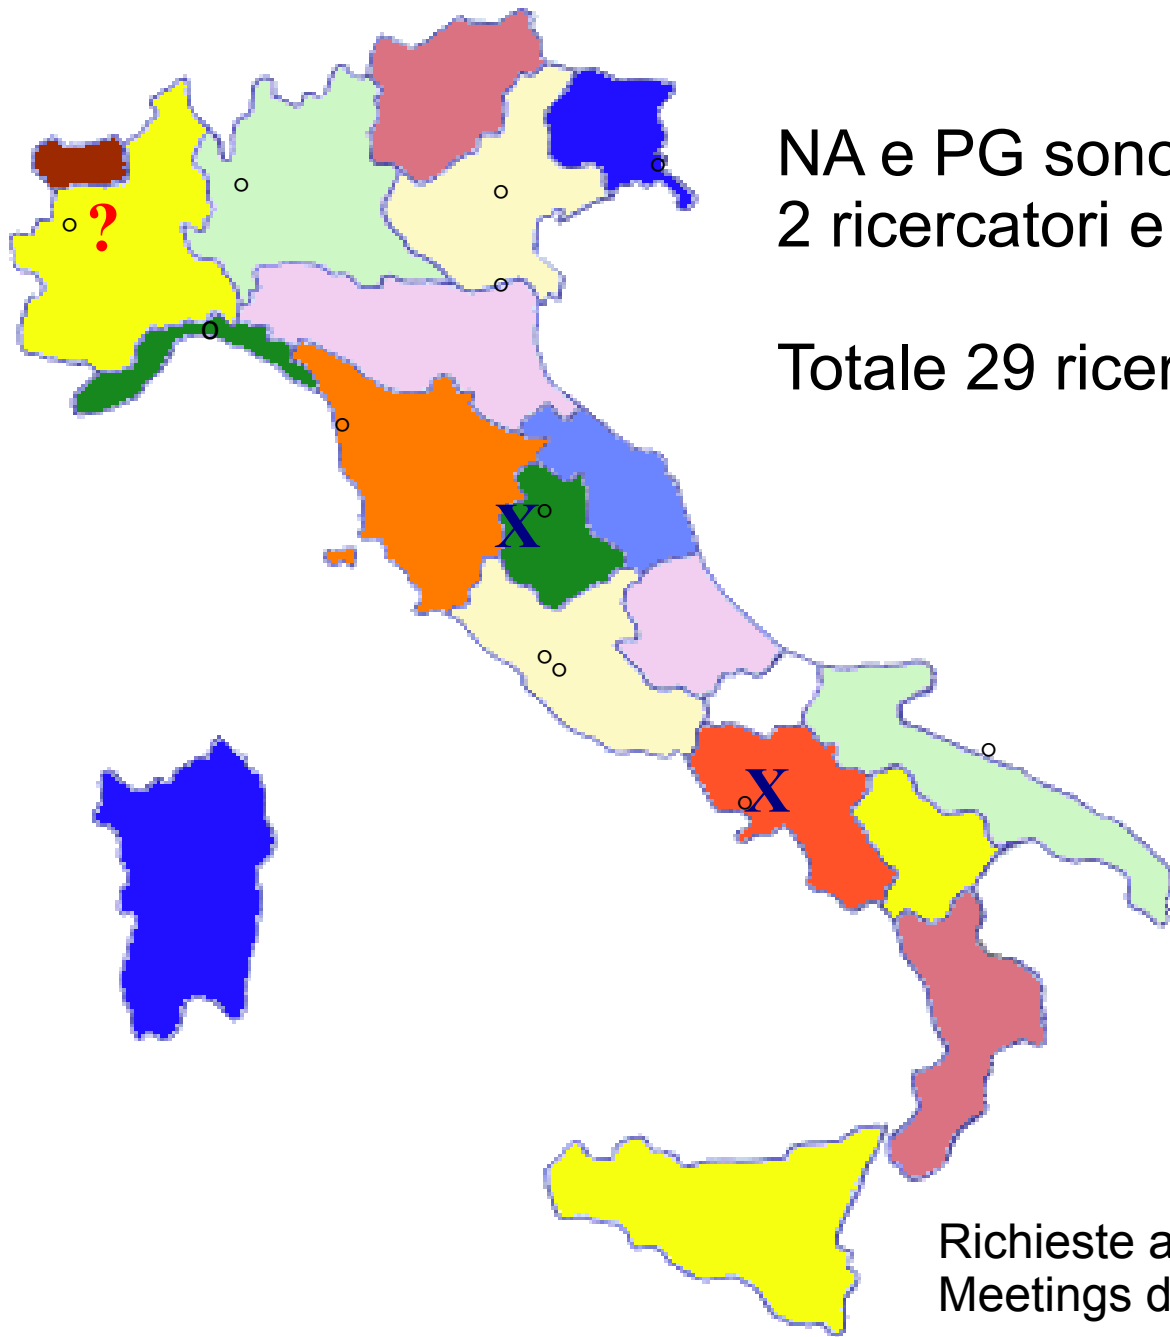 NA e PG sono
2 ricercatori e
Totale 29 ricer
?
X
X
Richieste a
Meetings d